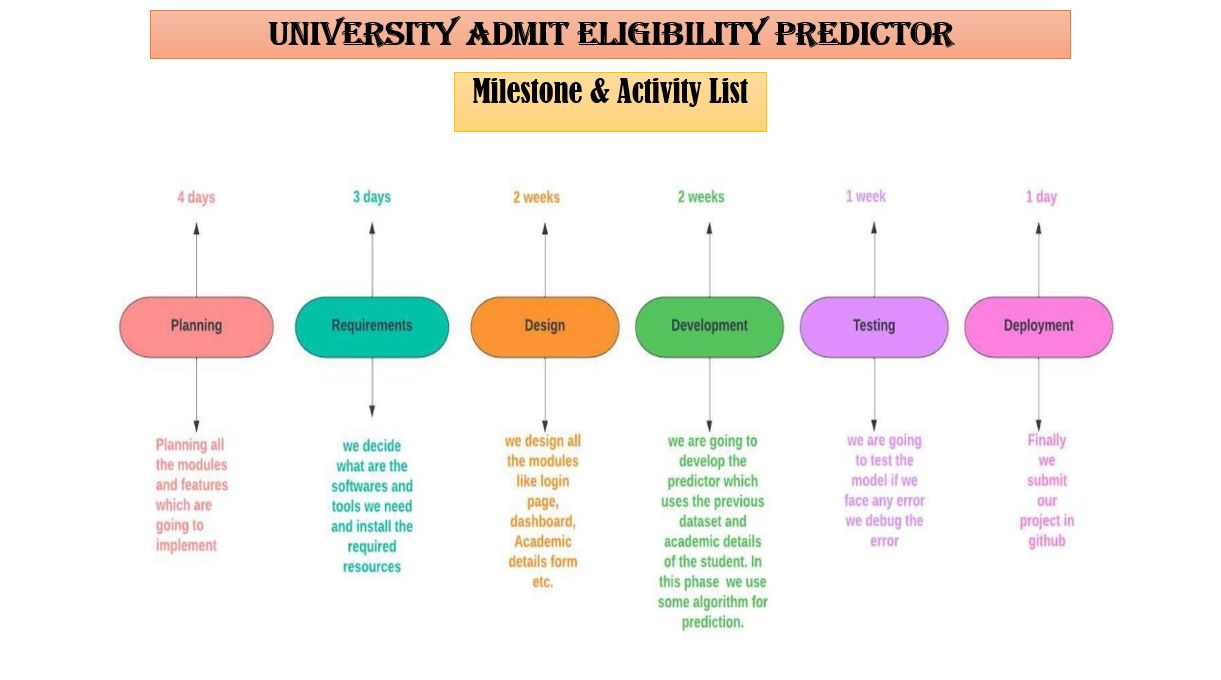 UNIVERSITY ADMIT ELIGIBILITY PREDICTOR
Milestone & Activity List
4 days
3 days
2 weeks
2 weeks
1 week
1 day
Planning
Requirements
Design
Development
Testing
Deployment
Planning all
the modules
and features
which are
going to
implement
we decide
what are the
softwares and
tools we need
and install the
required
resources
we design all
the modules
like login
page,
dashboard,
Academic
details form
etc.
we are going to
develop the
predictor which
uses the previous
dataset and
academic details
of the student. In
this phase we use
some algorithm for
prediction.
we are going
to test the
model if we
face any error
we debug the
error
Finally
we
submit
our
project in
github